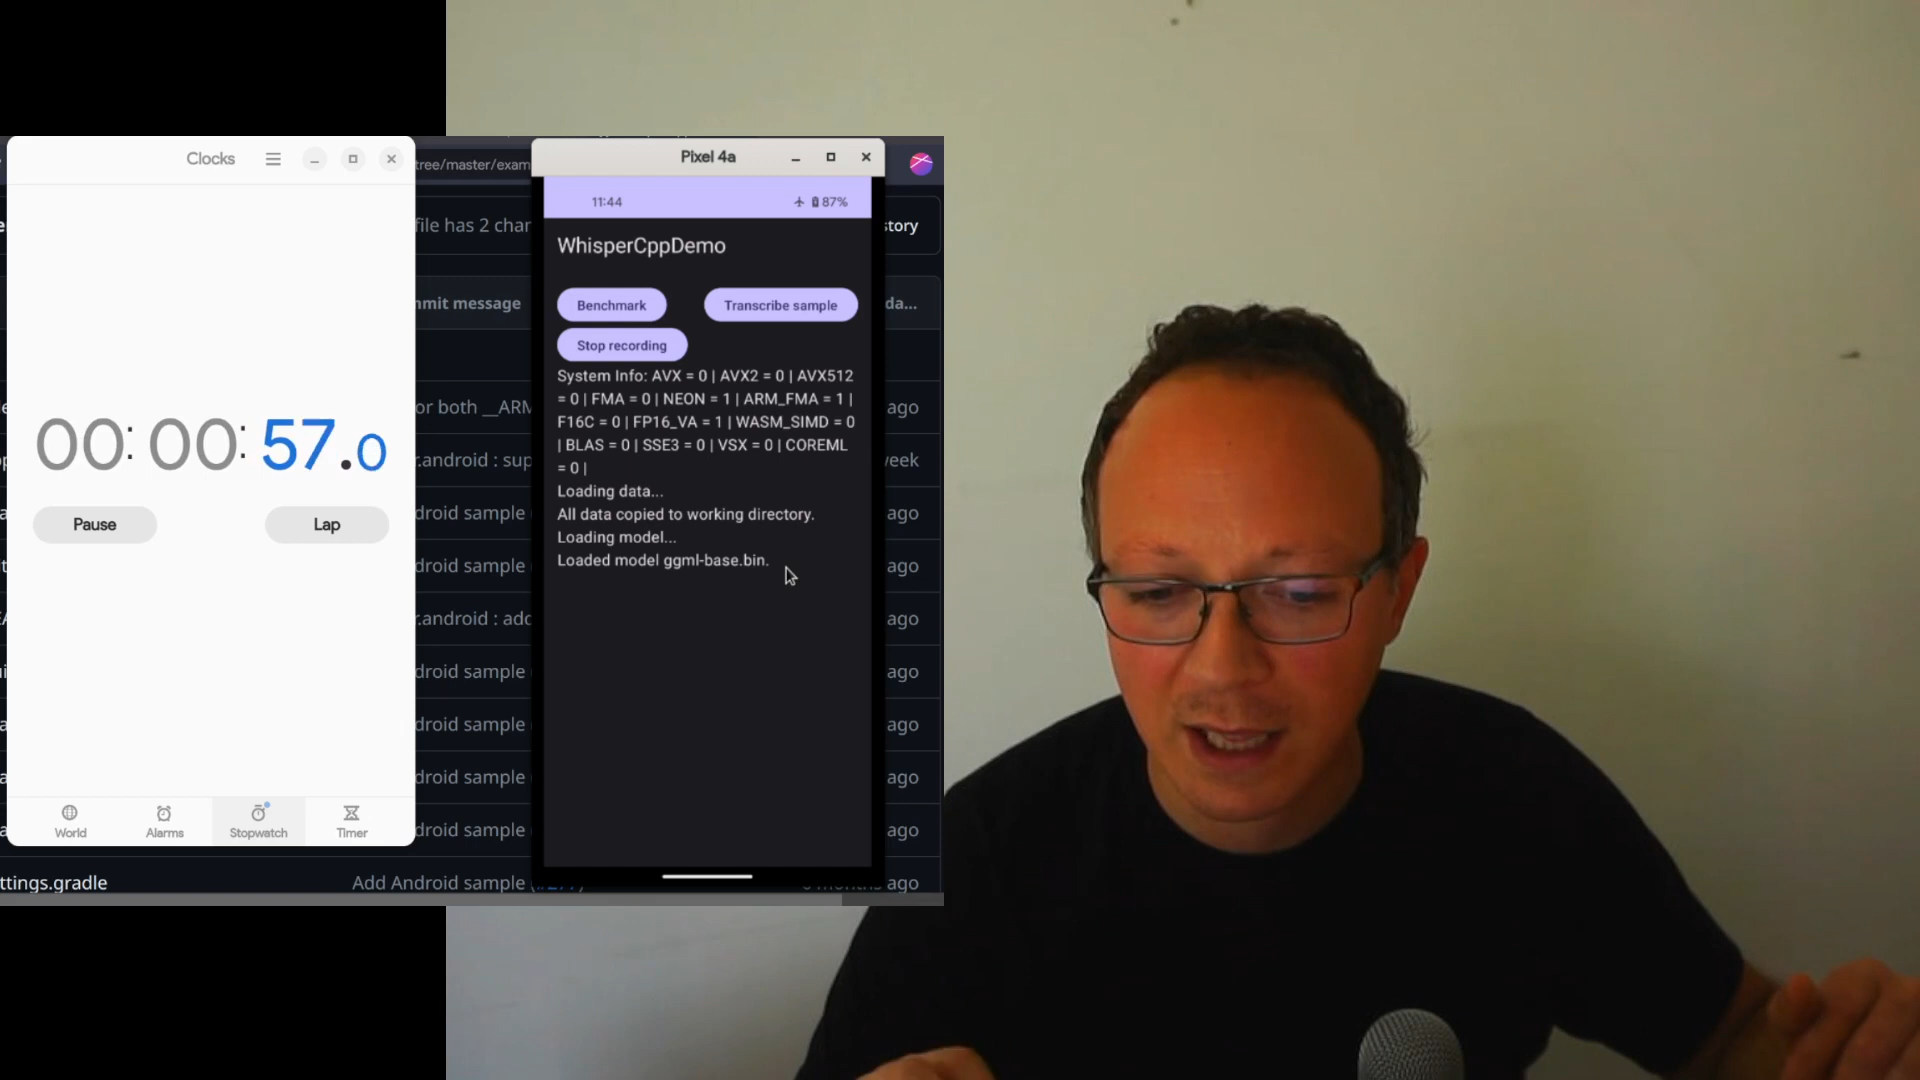 Clocks
00:00:57.0
Pause
Lap
World
Alarms
Stopwatch
Timer
tree/master/exam
file has 2 char
story
mmit message
da...
or both __ARM
ago
r.android : sup
week
droid sample
ago
droid sample
ago
r.android : add
ago
droid sample
ago
droid sample
ago
droid sample
ago
droid sample
ago
ttings.gradle
Add Android sample
months ago
Pixel 4a
11:44
87%
WhisperCppDemo
Benchmark
Transcribe sample
Stop recording
System Info: AVX = 0 | AVX2 = 0 | AVX512
= 0 | FMA = 0 | NEON = 1 | ARM_FMA = 1 |
F16C = 0 | FP16_VA = 1 | WASM_SIMD = 0
| BLAS = 0 | SSE3 = 0 | VSX = 0 | COREML
= 0 |
Loading data...
All data copied to working directory.
Loading model...
Loaded model ggml-base.bin.